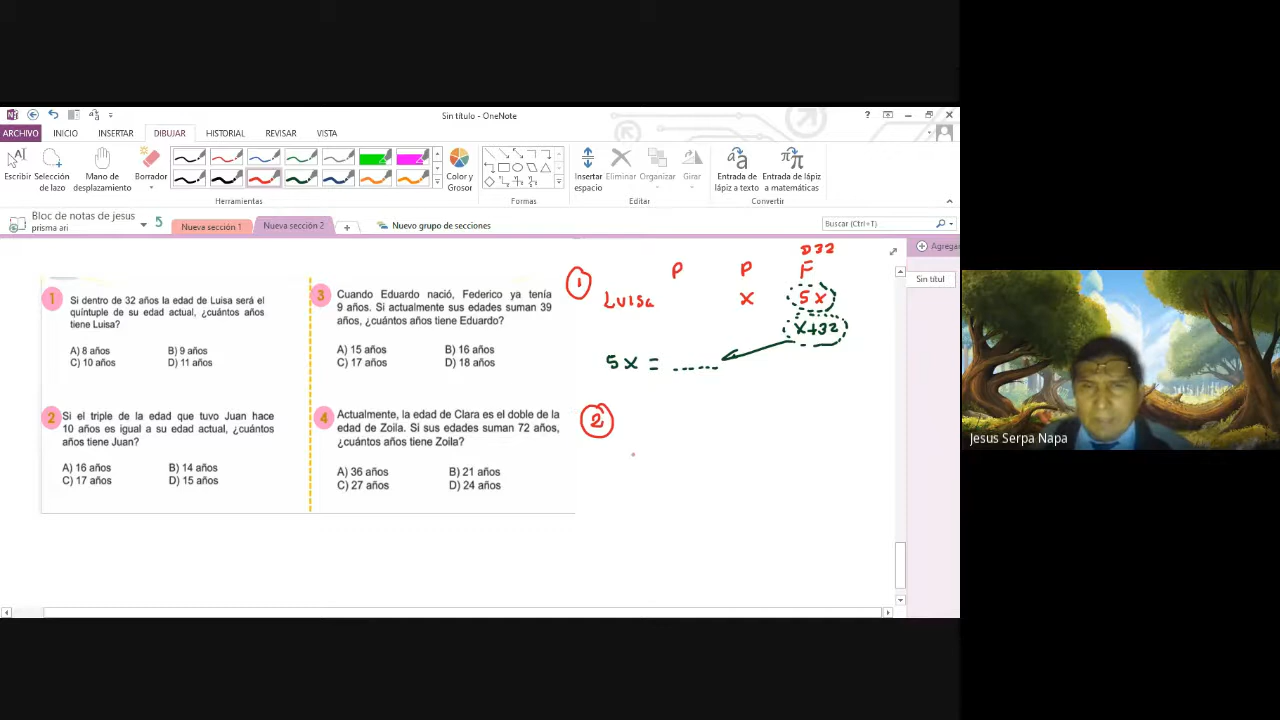 Sin título - OneNote
ARCHIVO INICIO INSERTAR DIBUJAR HISTORIAL REVISAR VISTA
Escribir
Selección de lazo
Mano de desplazamiento
Borrador
Color y Grosor
Insertar espacio
Eliminar
Organizar
Girar
Entrada de lápiz a texto
Entrada de lápiz a matemáticas
Herramientas Formas Editar Convertir
Bloc de notas de jesus
prisma ari
Nueva sección 1
Nueva sección 2
Nuevo grupo de secciones
Buscar (Ctrl+T)
Agregar
Sin títul
1
Si dentro de 32 años la edad de Luisa será el
quíntuple de su edad actual, ¿cuántos años
tiene Luisa?
A) 8 años B) 9 años
C) 10 años D) 11 años
2
Si el triple de la edad que tuvo Juan hace
10 años es igual a su edad actual, ¿cuántos
años tiene Juan?
A) 16 años B) 14 años
C) 17 años D) 15 años
3
Cuando Eduardo nació, Federico ya tenía
9 años. Si actualmente sus edades suman 39
años, ¿cuántos años tiene Eduardo?
A) 15 años B) 16 años
C) 17 años D) 18 años
4
Actualmente, la edad de Clara es el doble de la
edad de Zoila. Si sus edades suman 72 años,
¿cuántos años tiene Zoila?
A) 36 años B) 21 años
C) 27 años D) 24 años
D32
1 P P F
Luisa x 5x
x+32
5x = ......
2
Jesus Serpa Napa